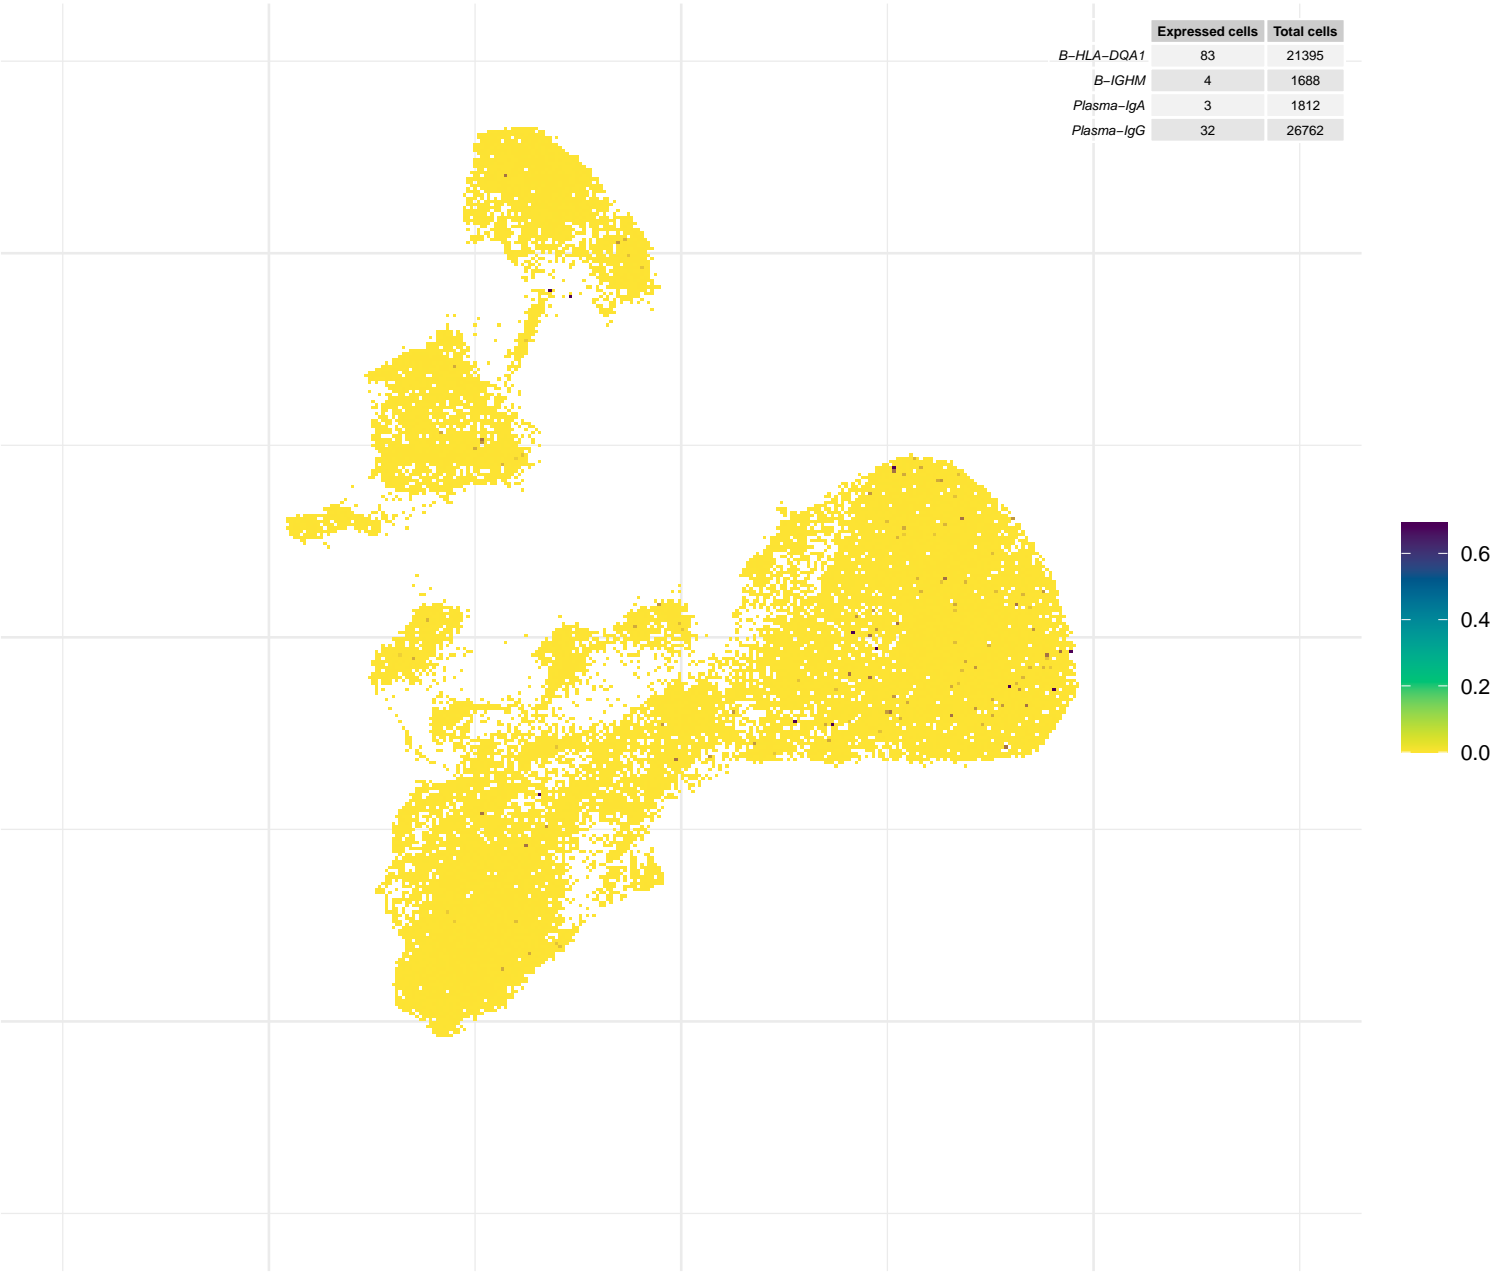 Expressed cells Total cells
B-HLA-DQA1 83 21395
B-IGHM 4 1688
Plasma-IgA 3 1812
Plasma-IgG 32 26762
0.6
0.4
0.2
0.0